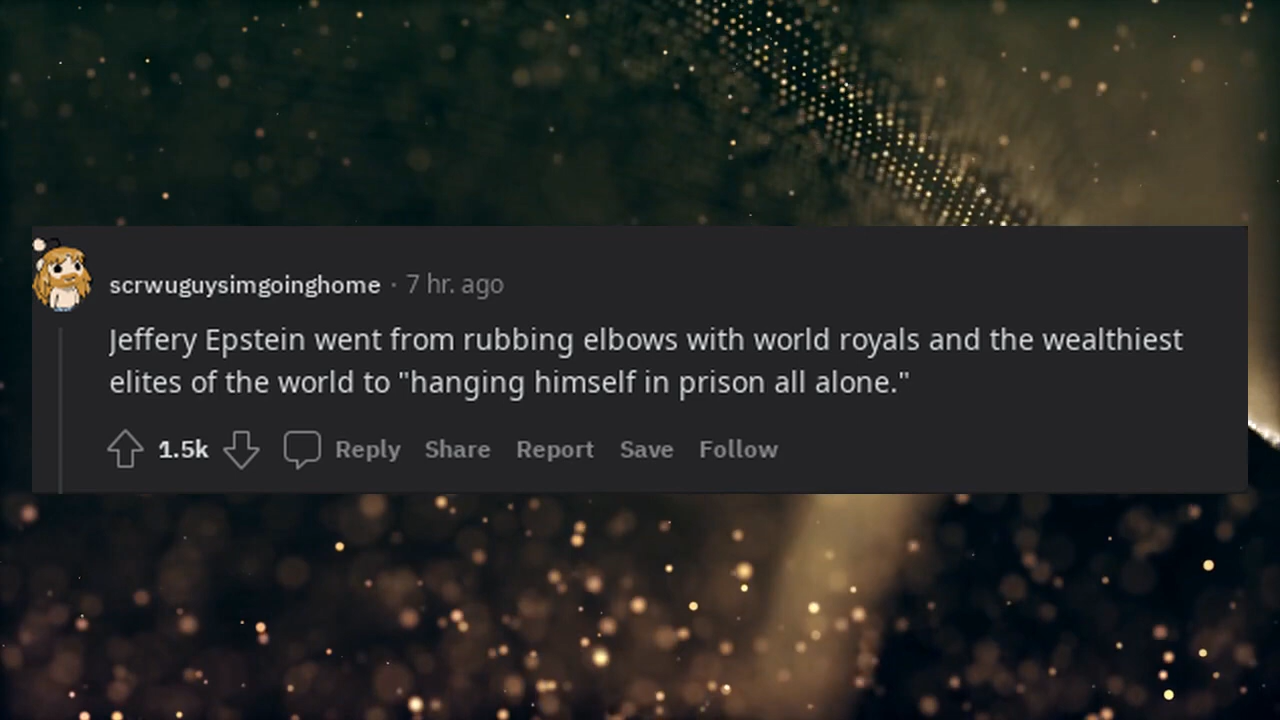 scrwuguysimgoinghome · 7 hr. ago
Jeffery Epstein went from rubbing elbows with world royals and the wealthiest
elites of the world to "hanging himself in prison all alone."
1.5k Reply Share Report Save Follow